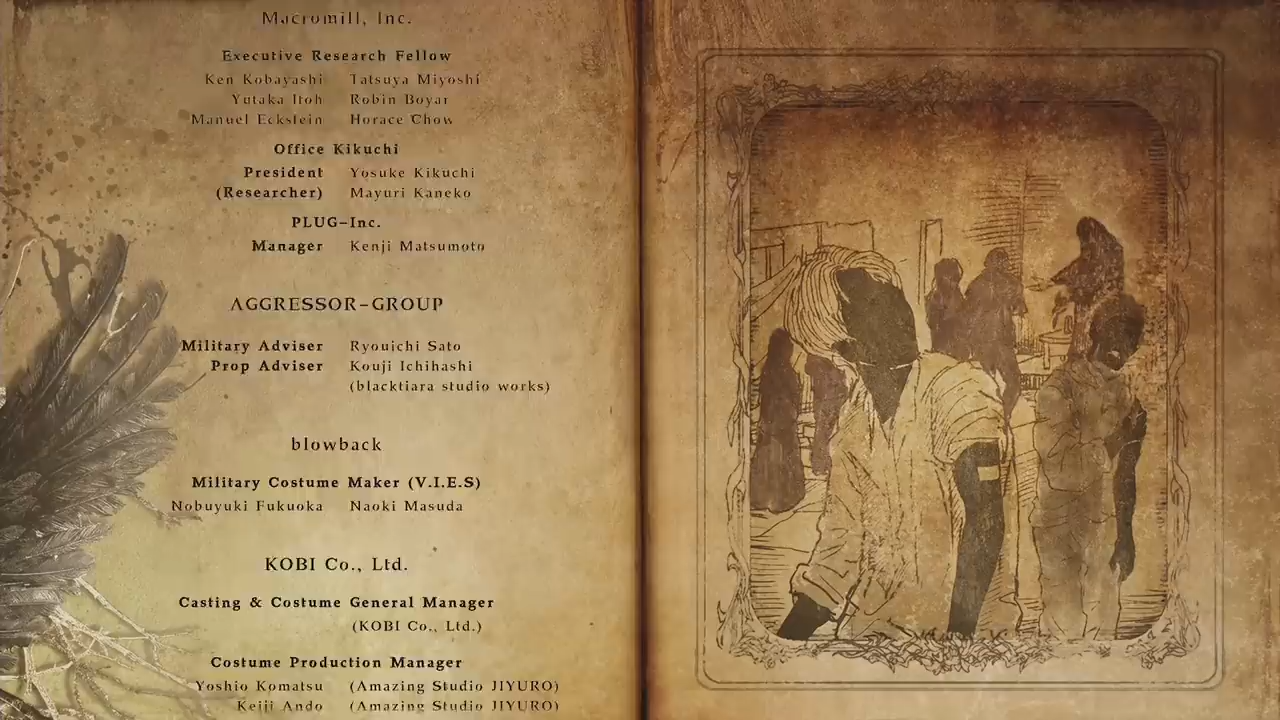 Macromill, Inc.
Executive Research Fellow
Ken Kobayashi Tatsuya Miyoshi
Yutaka Itoh Robin Boyar
Manuel Eckstein Horace Chow
Office Kikuchi
President Yosuke Kikuchi
(Researcher) Mayuri Kaneko
PLUG-Inc.
Manager Kenji Matsumoto
AGGRESSOR-GROUP
Military Adviser Ryouichi Sato
Prop Adviser Kouji Ichihashi
(blacktiara studio works)
blowback
Military Costume Maker (V.I.E.S)
Nobuyuki Fukuoka Naoki Masuda
KOBI Co., Ltd.
Casting & Costume General Manager
(KOBI Co., Ltd.)
Costume Production Manager
Yoshio Komatsu (Amazing Studio JIYURO)
Keiji Ando (Amazing Studio JIYURO)